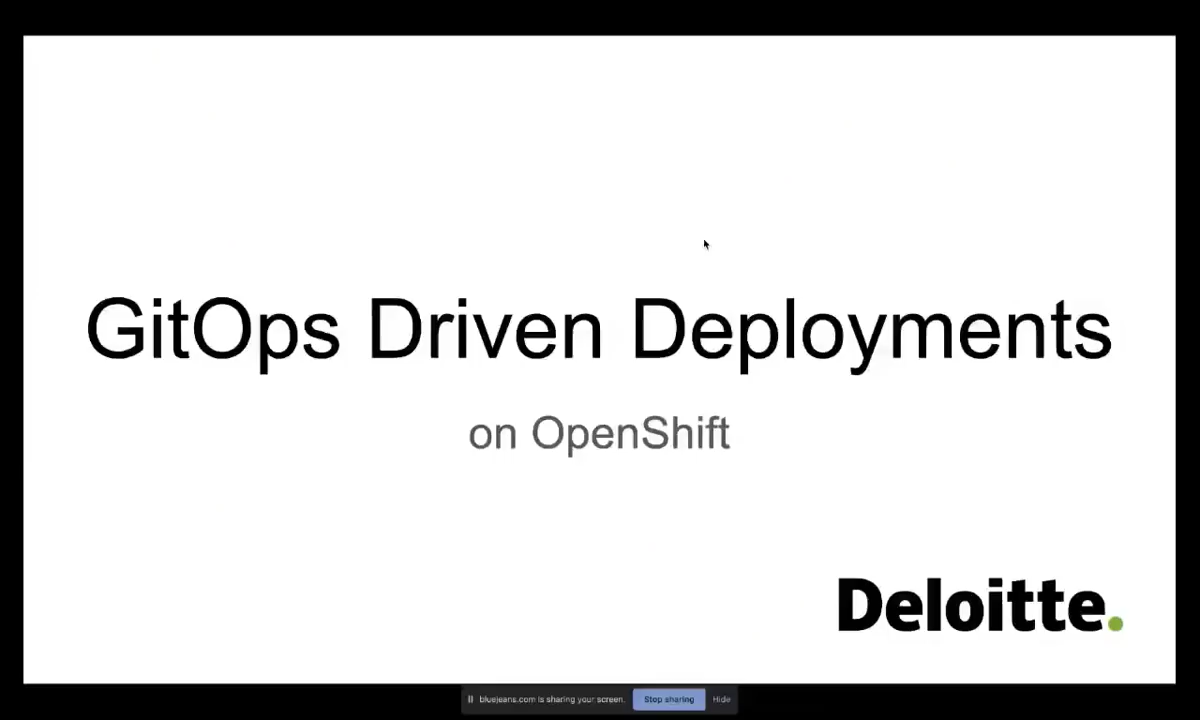 GitOps Driven Deployments
on OpenShift
Deloitte.
bluejeans.com is sharing your screen. Stop sharing Hide